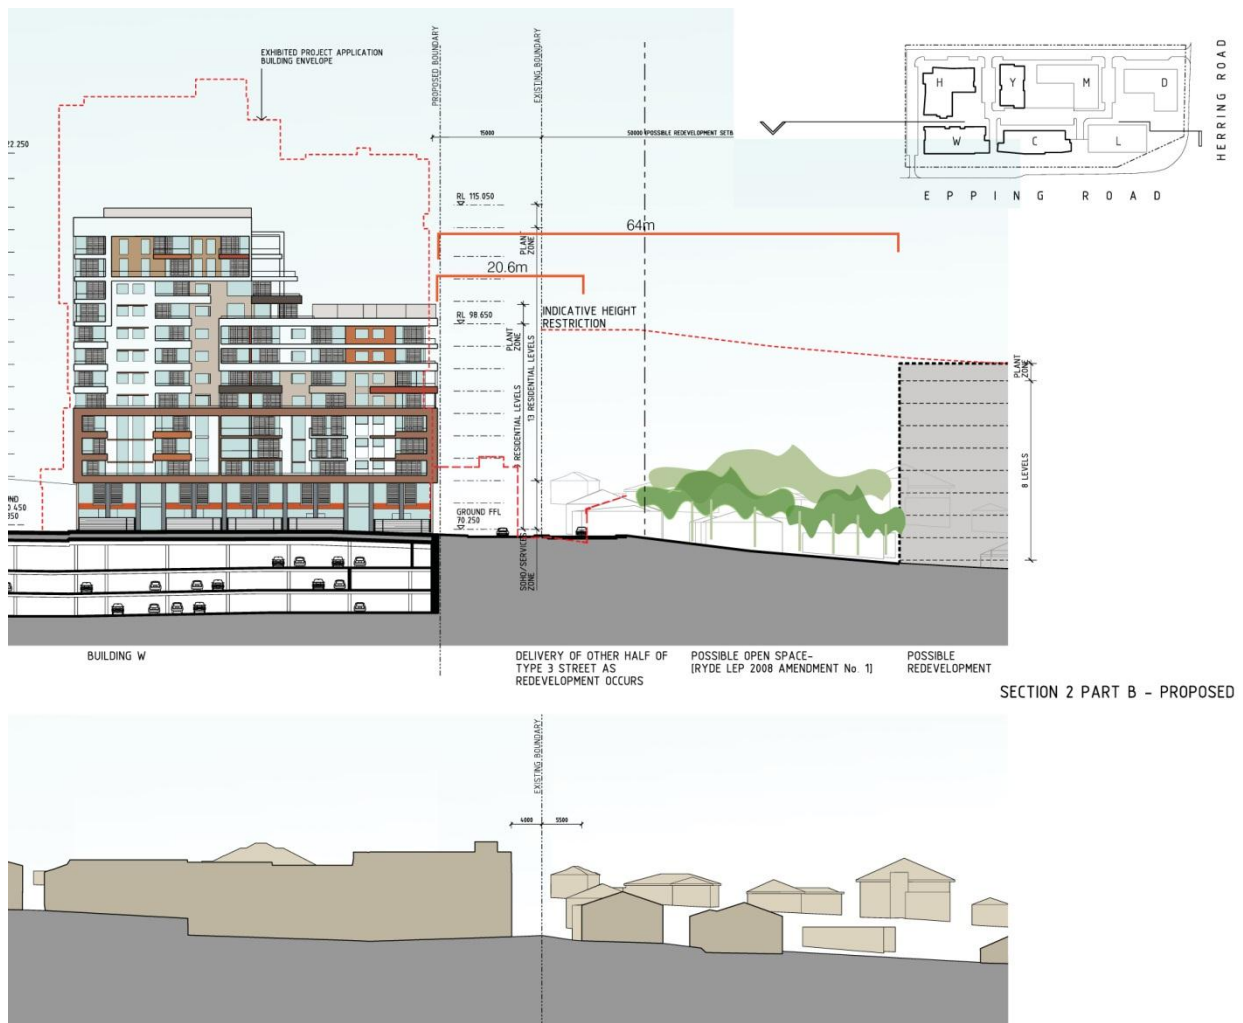 EXHIBITED PROJECT APPLICATION
BUILDING ENVELOPE
PROPOSED BOUNDARY
EXISTING BOUNDARY
15000
50000 (POSSIBLE REDEVELOPMENT SETB
H
Y
M
D
W
C
L
HERRING ROAD
EPPING ROAD
22.250
RL 115.050
64m
PLANT
ZONE
20.6m
INDICATIVE HEIGHT
RESTRICTION
RL 98.650
PLANT
ZONE
RESIDENTIAL LEVELS
13 RESIDENTIAL LEVELS
PLANT
ZONE
8 LEVELS
GROUND FFL
70.250
SOHO/SERVICES
ZONE
OUND
0.450
350
BUILDING W
DELIVERY OF OTHER HALF OF
TYPE 3 STREET AS
REDEVELOPMENT OCCURS
POSSIBLE OPEN SPACE-
[RYDE LEP 2008 AMENDMENT No. 1]
POSSIBLE
REDEVELOPMENT
SECTION 2 PART B - PROPOSED
EXISTING BOUNDARY
4000
5500